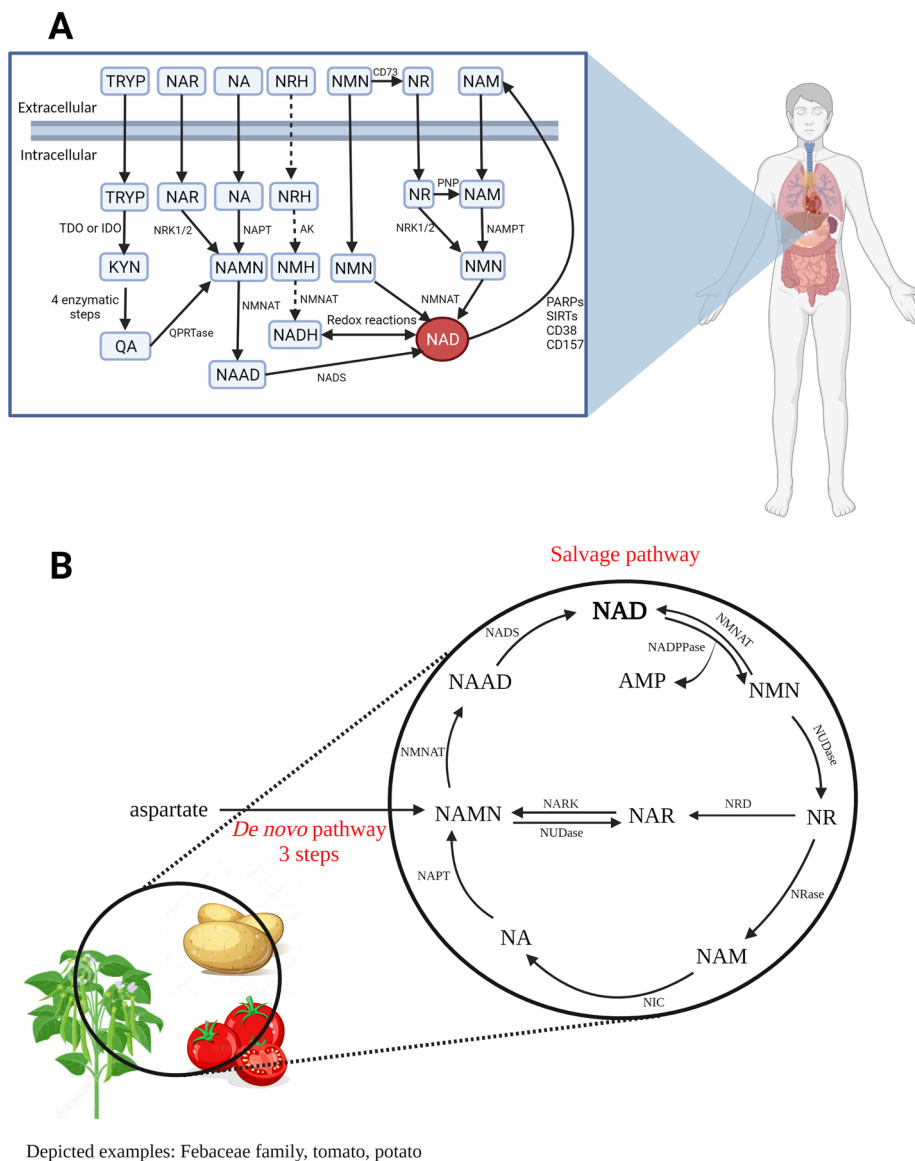 A
TRYP NAR NA NRH NMN CD73 NR NAM
Extracellular
Intracellular
TRYP NAR NA NRH NR PNP NAM
TDO or IDO NRK1/2 NAPT AK NRK1/2 NAMPT
KYN NAMN NMH NMN NMN
4 enzymatic
steps
NMNAT NMNAT NMNAT
QPRTase
Redox reactions
QA NADH NAD
PARPs
SIRTs
CD38
CD157
NAAD NADS
B
Salvage pathway
NAD
NADS NMNAT
NADPPase
NAAD AMP NMN
NMNAT NUDase
aspartate NAMN NARK NAR NRD NR
NUDase
De novo pathway
3 steps
NAPT NRase
NA NAM
NIC
Depicted examples: Febaceae family, tomato, potato